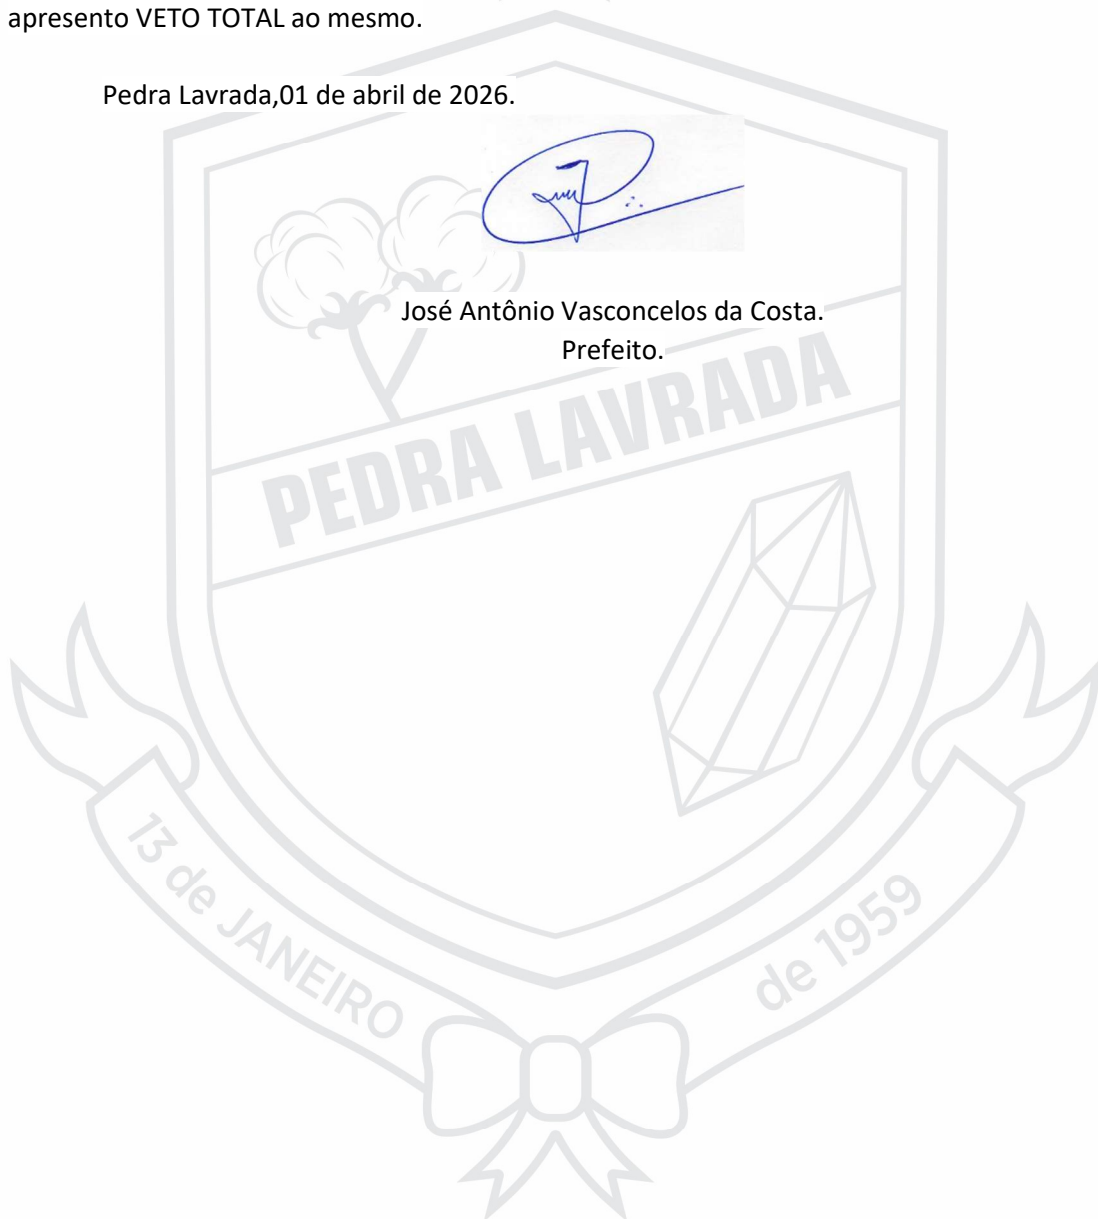 apresento VETO TOTAL ao mesmo.
Pedra Lavrada,01 de abril de 2026.
José Antônio Vasconcelos da Costa.
Prefeito.
PEDRA LAVRADA
13 de JANEIRO
de 1959